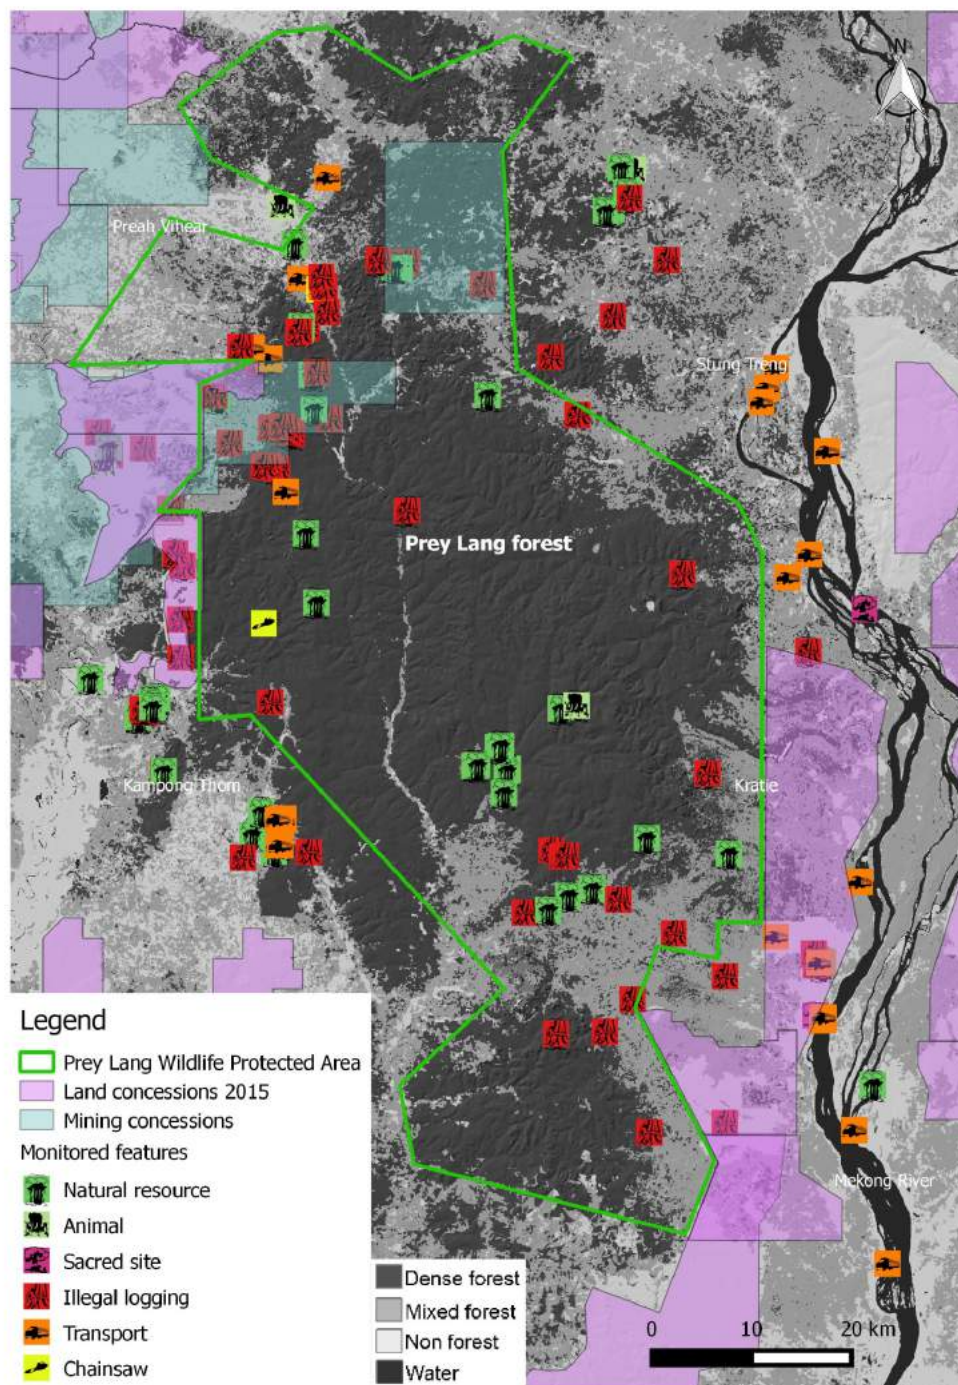 N
Preah Vihear
Stung Treng
Prey Lang forest
Kampong Thom
Kratie
Mekong River
Legend
Prey Lang Wildlife Protected Area
Land concessions 2015
Mining concessions
Monitored features
Natural resource
Animal
Sacred site
Illegal logging
Transport
Chainsaw
Dense forest
Mixed forest
Non forest
Water
0 10 20 km